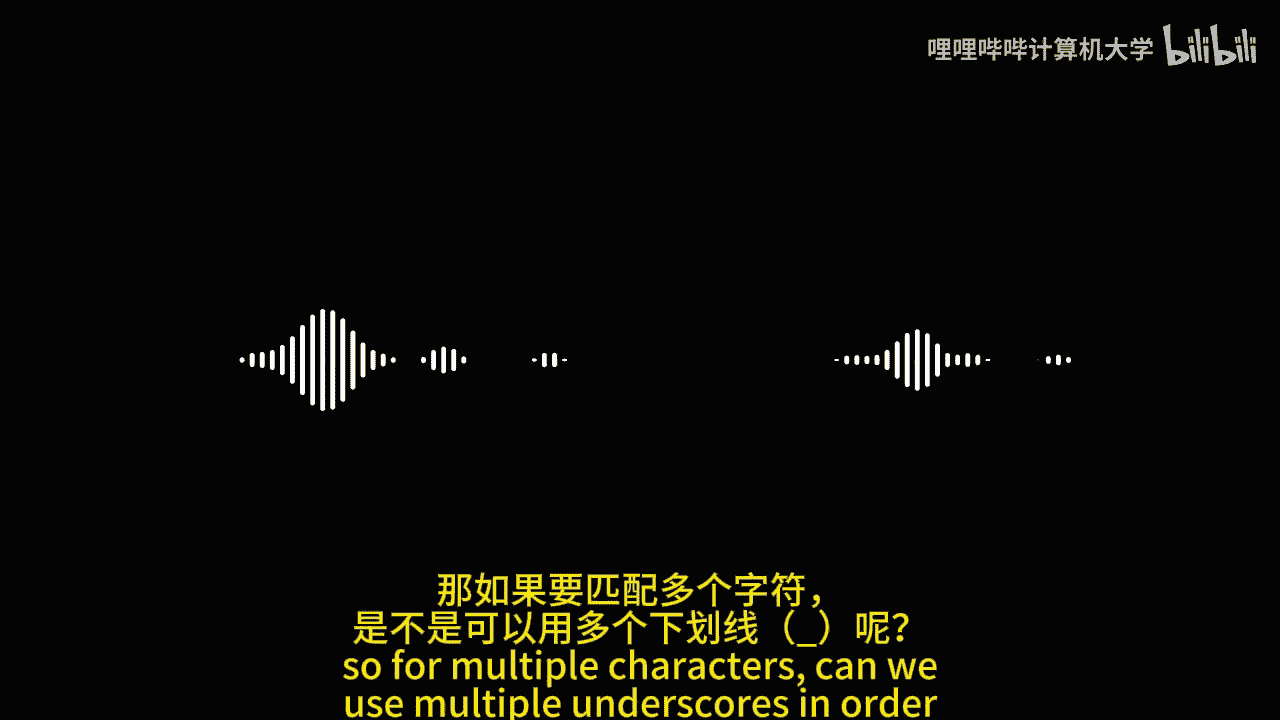 哩哩哔哔计算机大学 bilibili
那如果要匹配多个字符，
是不是可以用多个下划线（_）呢？
so for multiple characters, can we
use multiple underscores in order